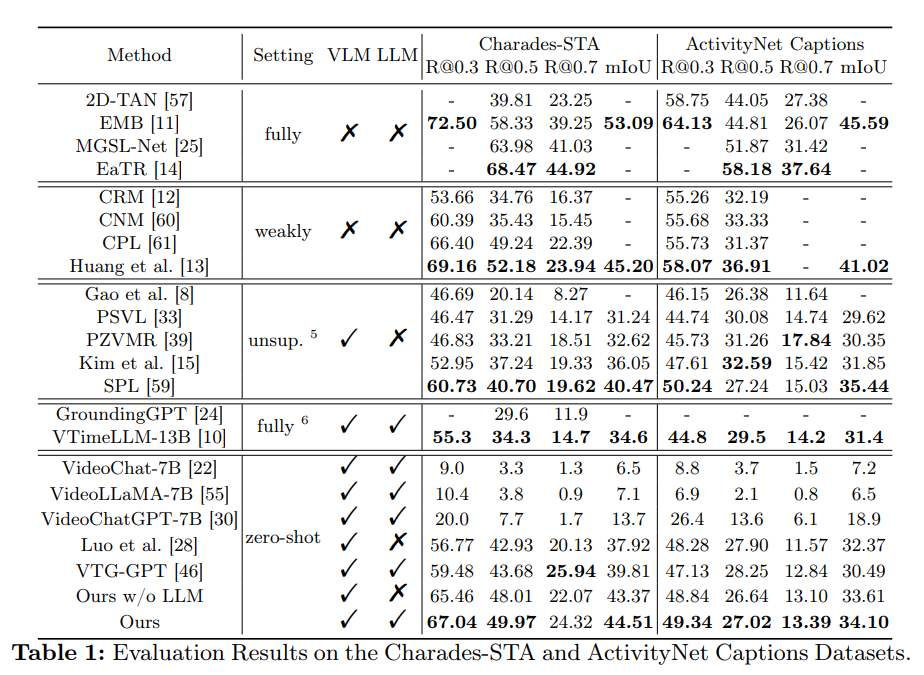 Method Setting VLM LLM Charades-STA ActivityNet Captions
R@0.3 R@0.5 R@0.7 mIoU R@0.3 R@0.5 R@0.7 mIoU
2D-TAN [57] - 39.81 23.25 - 58.75 44.05 27.38 -
EMB [11] fully ✗ ✗ 72.50 58.33 39.25 53.09 64.13 44.81 26.07 45.59
MGSL-Net [25] - 63.98 41.03 - - 51.87 31.42 -
EaTR [14] - 68.47 44.92 - - 58.18 37.64 -
CRM [12] 53.66 34.76 16.37 - 55.26 32.19 - -
CNM [60] weakly ✗ ✗ 60.39 35.43 15.45 - 55.68 33.33 - -
CPL [61] 66.40 49.24 22.39 - 55.73 31.37 - -
Huang et al. [13] 69.16 52.18 23.94 45.20 58.07 36.91 - 41.02
Gao et al. [8] 46.69 20.14 8.27 - 46.15 26.38 11.64 -
PSVL [33] 46.47 31.29 14.17 31.24 44.74 30.08 14.74 29.62
PZVMR [39] unsup. 5 ✓ ✗ 46.83 33.21 18.51 32.62 45.73 31.26 17.84 30.35
Kim et al. [15] 52.95 37.24 19.33 36.05 47.61 32.59 15.42 31.85
SPL [59] 60.73 40.70 19.62 40.47 50.24 27.24 15.03 35.44
GroundingGPT [24] fully 6 ✓ ✓ - 29.6 11.9 - - - - -
VTimeLLM-13B [10] 55.3 34.3 14.7 34.6 44.8 29.5 14.2 31.4
VideoChat-7B [22] ✓ ✓ 9.0 3.3 1.3 6.5 8.8 3.7 1.5 7.2
VideoLLaMA-7B [55] ✓ ✓ 10.4 3.8 0.9 7.1 6.9 2.1 0.8 6.5
VideoChatGPT-7B [30] ✓ ✓ 20.0 7.7 1.7 13.7 26.4 13.6 6.1 18.9
Luo et al. [28] zero-shot ✓ ✗ 56.77 42.93 20.13 37.92 48.28 27.90 11.57 32.37
VTG-GPT [46] ✓ ✓ 59.48 43.68 25.94 39.81 47.13 28.25 12.84 30.49
Ours w/o LLM ✓ ✗ 65.46 48.01 22.07 43.37 48.84 26.64 13.10 33.61
Ours ✓ ✓ 67.04 49.97 24.32 44.51 49.34 27.02 13.39 34.10
Table 1: Evaluation Results on the Charades-STA and ActivityNet Captions Datasets.